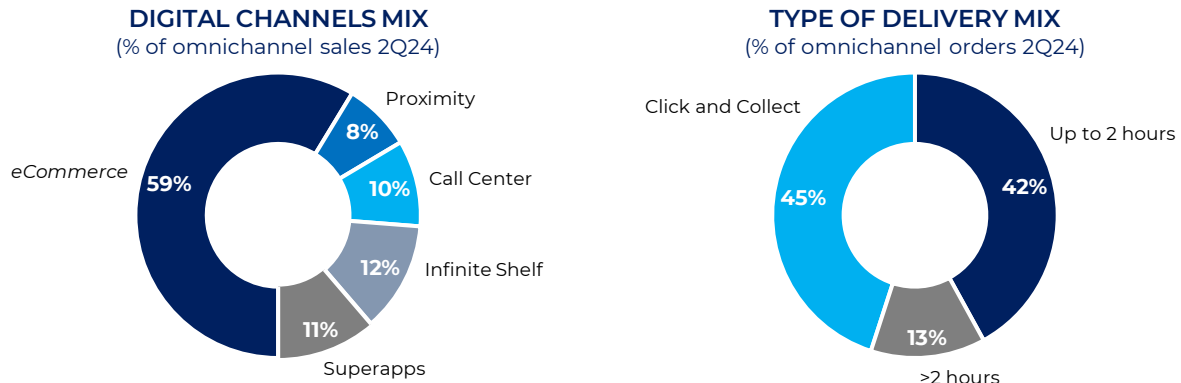 DIGITAL CHANNELS MIX
(% of omnichannel sales 2Q24)
Proximity
8%
eCommerce
59%
10%
Call Center
12%
Infinite Shelf
11%
Superapps
TYPE OF DELIVERY MIX
(% of omnichannel orders 2Q24)
Click and Collect
Up to 2 hours
45%
42%
13%
>2 hours